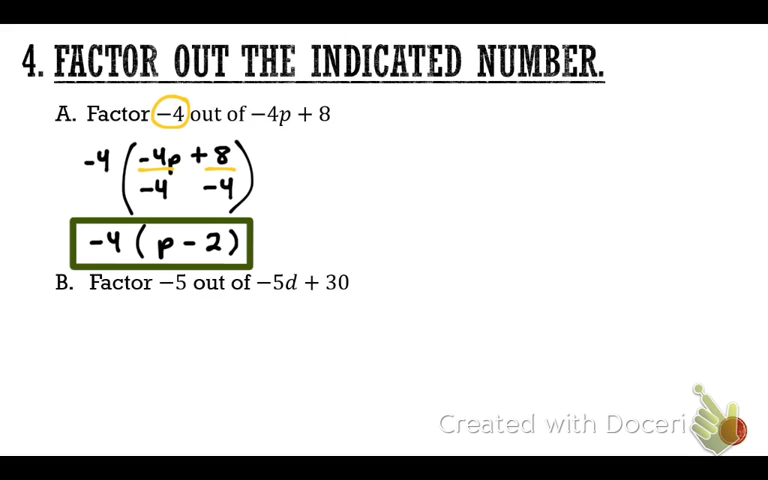 4. FACTOR OUT THE INDICATED NUMBER.
A. Factor −4 out of −4p + 8
-4 ( -4p + 8 )
-4 -4
-4 ( p - 2 )
B. Factor −5 out of −5d + 30
Created with Doceri